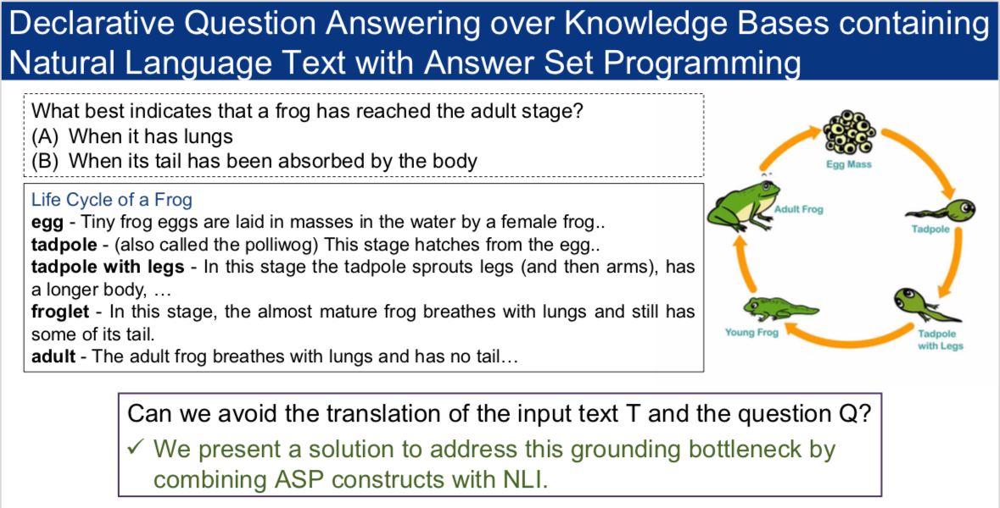 Declarative Question Answering over Knowledge Bases containing
Natural Language Text with Answer Set Programming
What best indicates that a frog has reached the adult stage?
(A) When it has lungs
(B) When its tail has been absorbed by the body
Life Cycle of a Frog
egg - Tiny frog eggs are laid in masses in the water by a female frog..
tadpole - (also called the polliwog) This stage hatches from the egg..
tadpole with legs - In this stage the tadpole sprouts legs (and then arms), has
a longer body, …
froglet - In this stage, the almost mature frog breathes with lungs and still has
some of its tail.
adult - The adult frog breathes with lungs and has no tail…
Egg Mass
Adult Frog
Tadpole
Young Frog
Tadpole
with Legs
Can we avoid the translation of the input text T and the question Q?
✓ We present a solution to address this grounding bottleneck by
combining ASP constructs with NLI.